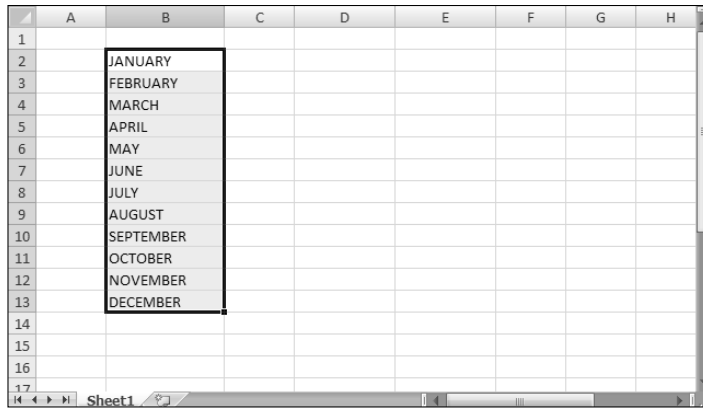 A B C D E F G H
1
2 JANUARY
3 FEBRUARY
4 MARCH
5 APRIL
6 MAY
7 JUNE
8 JULY
9 AUGUST
10 SEPTEMBER
11 OCTOBER
12 NOVEMBER
13 DECEMBER
14
15
16
17
Sheet1